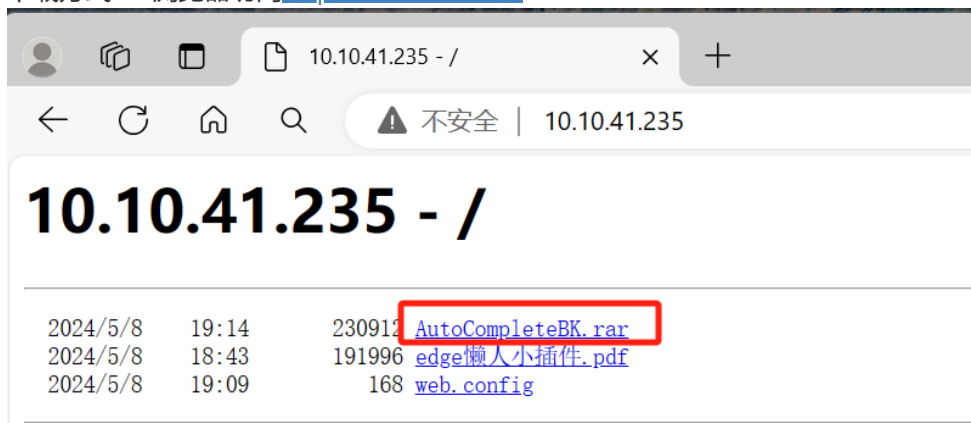 10.10.41.235 - /
不安全 | 10.10.41.235
10.10.41.235 - /
2024/5/8 19:14 230912 AutoCompleteBK.rar
2024/5/8 18:43 191996 edge懒人小插件.pdf
2024/5/8 19:09 168 web.config